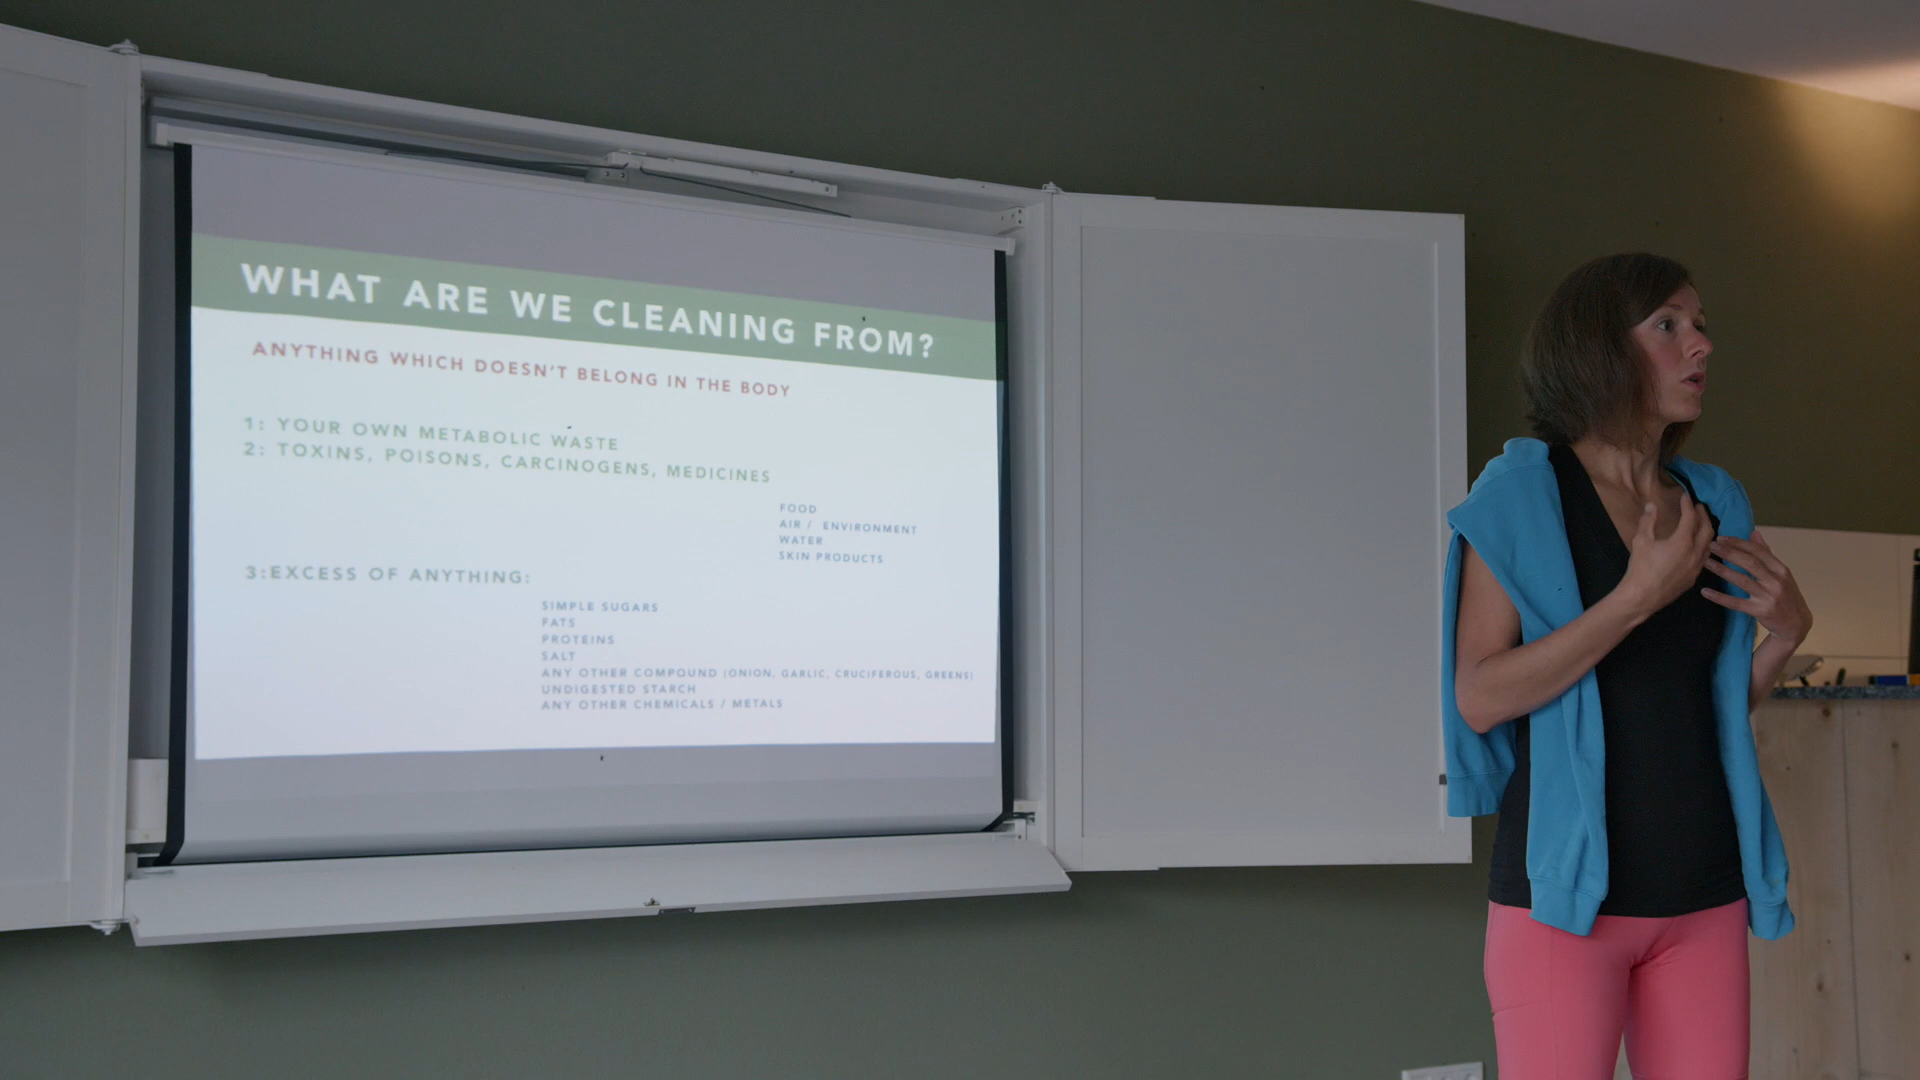 WHAT ARE WE CLEANING FROM?
ANYTHING WHICH DOESN'T BELONG IN THE BODY
1: YOUR OWN METABOLIC WASTE
2: TOXINS, POISONS, CARCINOGENS, MEDICINES
FOOD
AIR / ENVIRONMENT
WATER
SKIN PRODUCTS
3:EXCESS OF ANYTHING:
SIMPLE SUGARS
FATS
PROTEINS
SALT
ANY OTHER COMPOUND (ONION, GARLIC, CRUCIFEROUS, GREENS)
UNDIGESTED STARCH
ANY OTHER CHEMICALS / METALS